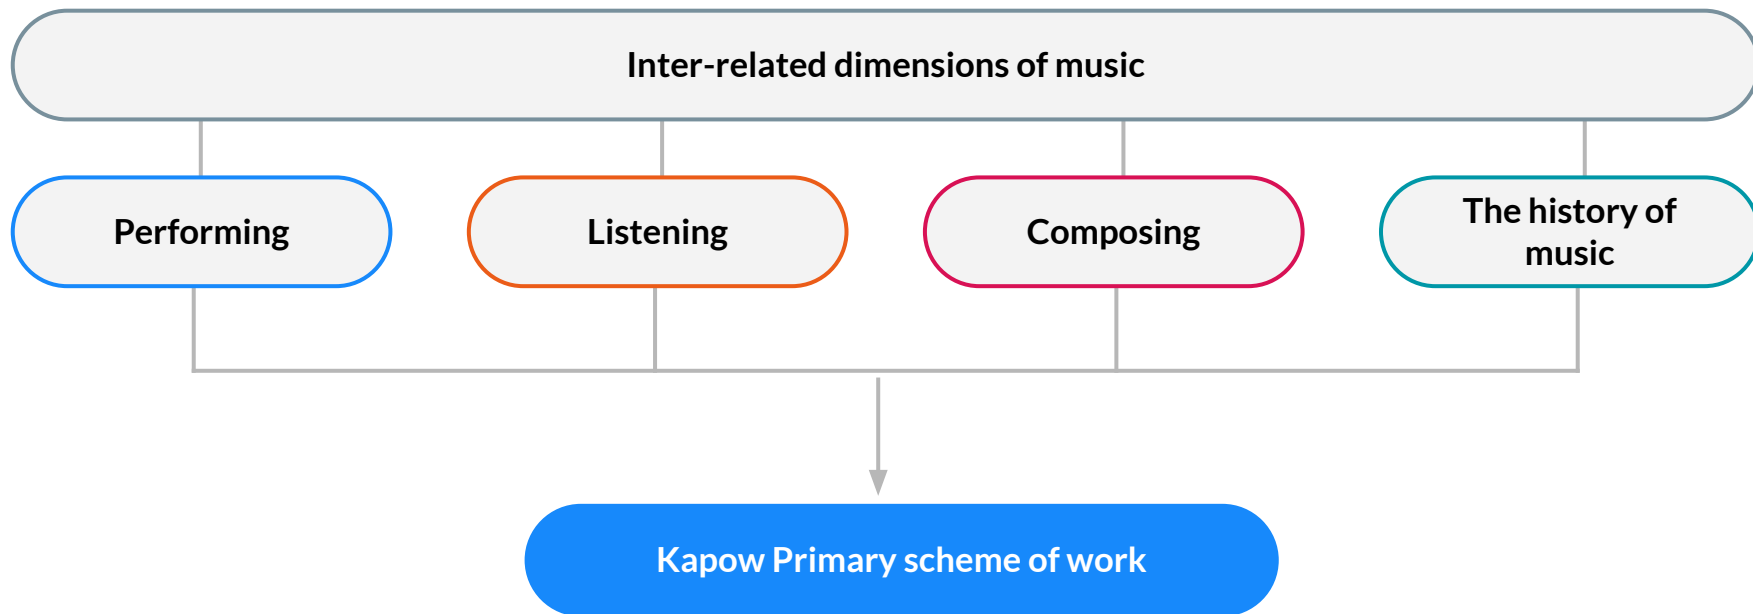 Inter-related dimensions of music
Performing
Listening
Composing
The history of
music
Kapow Primary scheme of work